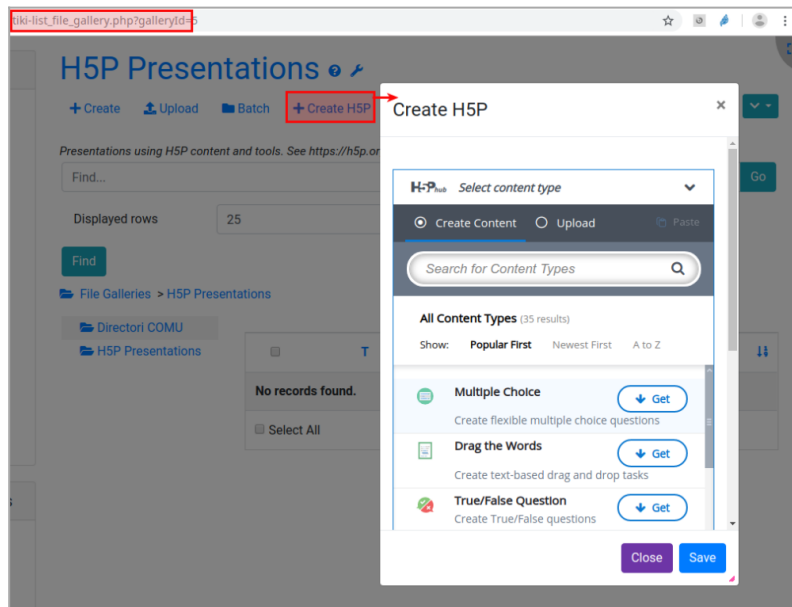 tiki-list_file_gallery.php?galleryId=5
H5P Presentations
Create Upload Batch Create H5P
Create H5P ×
Presentations using H5P content and tools. See https://h5p.or
Find...
Go
H5P hub Select content type
Displayed rows 25
Create Content Upload Paste
Find
Search for Content Types
File Galleries > H5P Presentations
All Content Types (35 results)
Directori COMU
Show: Popular First Newest First A to Z
H5P Presentations
T
No records found.
Select All
Multiple Choice
Get
Create flexible multiple choice questions
Drag the Words
Get
Create text-based drag and drop tasks
True/False Question
Get
Create True/False questions
Close Save